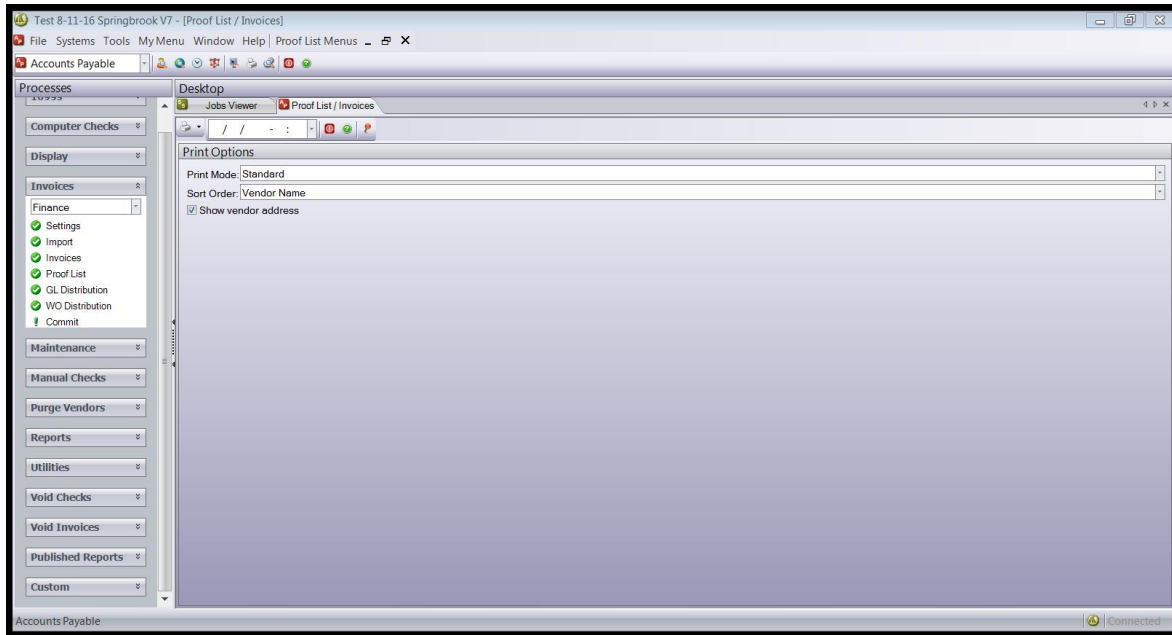 Test 8-11-16 Springbrook V7 - [Proof List / Invoices]
File Systems Tools My Menu Window Help Proof List Menus
Accounts Payable
Processes
Desktop
1099s
Jobs Viewer
Proof List / Invoices
Computer Checks
/ / - :
Print Options
Display
Print Mode: Standard
Invoices
Sort Order: Vendor Name
Finance
Show vendor address
Settings
Import
Invoices
Proof List
GL Distribution
WO Distribution
Commit
Maintenance
Manual Checks
Purge Vendors
Reports
Utilities
Void Checks
Void Invoices
Published Reports
Custom
Accounts Payable
Connected